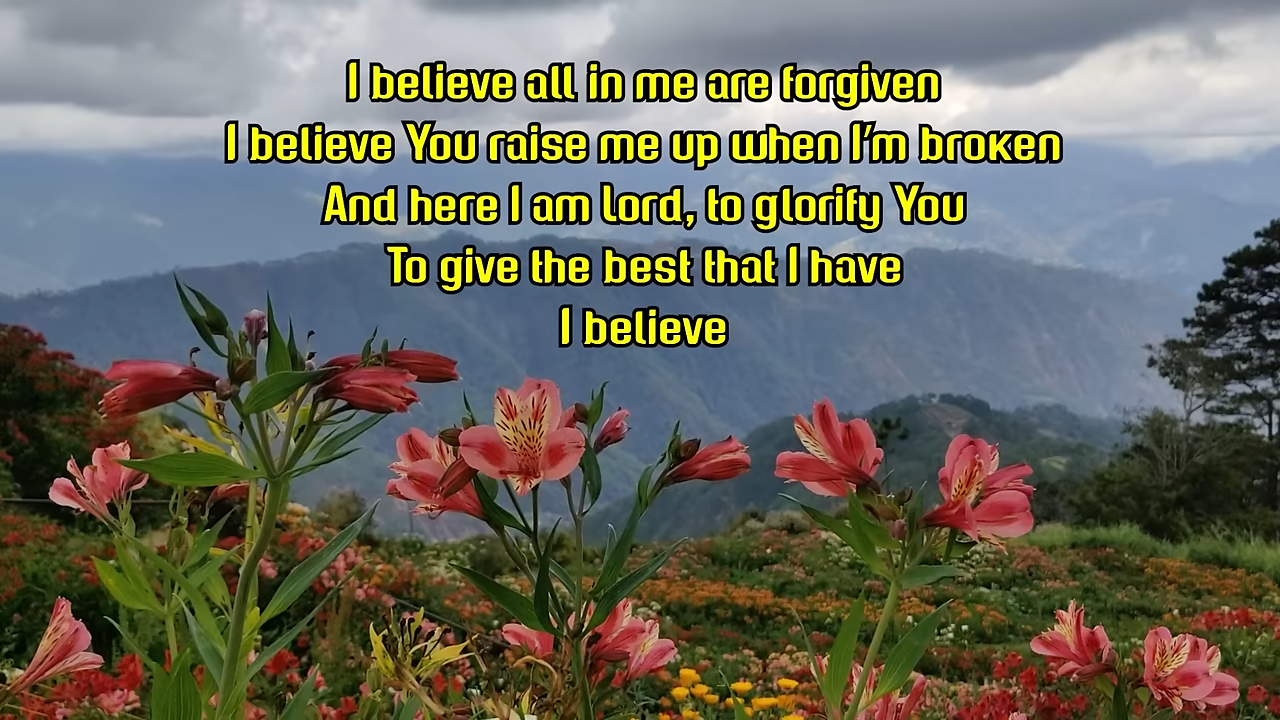 I believe all in me are forgiven
I believe You raise me up when I'm broken
And here I am Lord, to glorify You
To give the best that I have
I believe